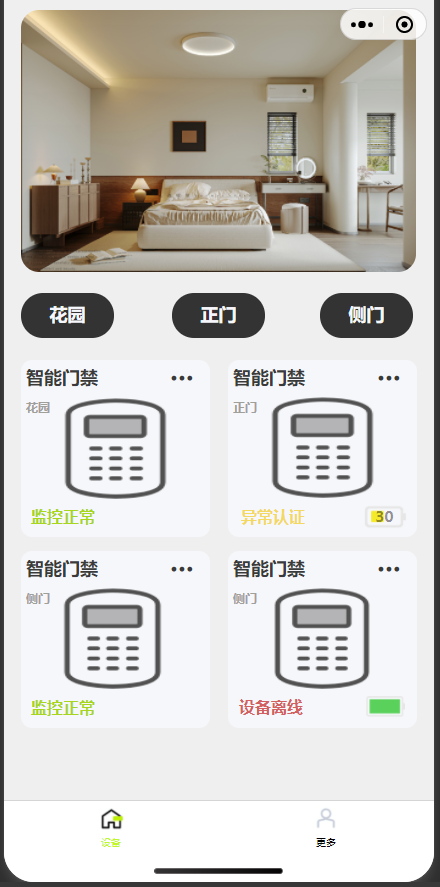 花园 正门 侧门
智能门禁 智能门禁
花园 正门
监控正常 异常认证 30
智能门禁 智能门禁
侧门 侧门
监控正常 设备离线
设备 更多